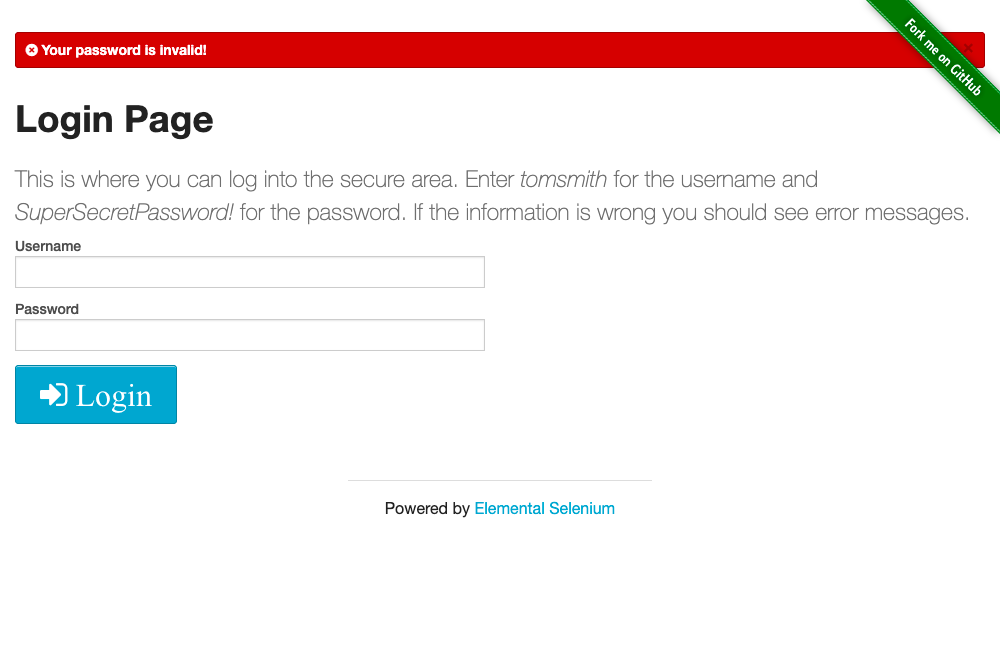 Your password is invalid!
Fork me on GitHub
Login Page
This is where you can log into the secure area. Enter tomsmith for the username and
SuperSecretPassword! for the password. If the information is wrong you should see error messages.
Username
Password
Login
Powered by Elemental Selenium